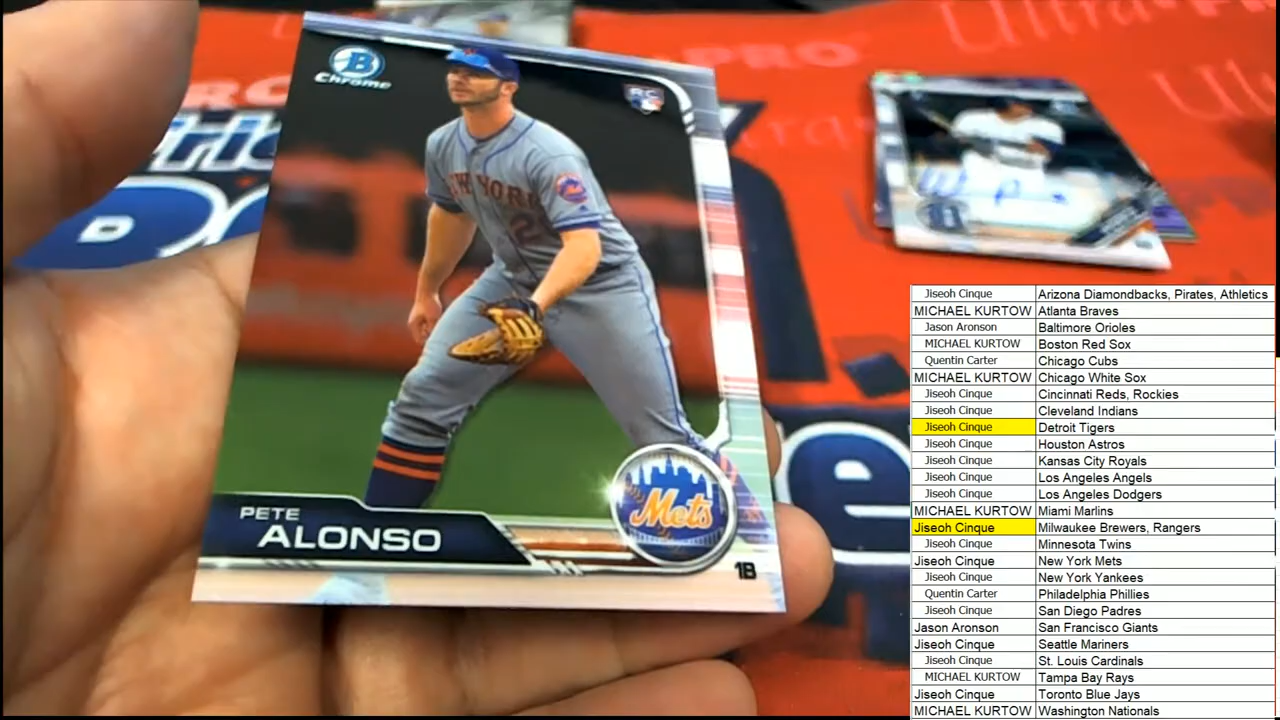 B
Chrome
RC
NEW YORK
2
Mets
PETE
ALONSO
Mets
1B
PRO
Ultra
D
Jiseoh Cinque Arizona Diamondbacks, Pirates, Athletics
MICHAEL KURTOW Atlanta Braves
Jason Aronson Baltimore Orioles
MICHAEL KURTOW Boston Red Sox
Quentin Carter Chicago Cubs
MICHAEL KURTOW Chicago White Sox
Jiseoh Cinque Cincinnati Reds, Rockies
Jiseoh Cinque Cleveland Indians
Jiseoh Cinque Detroit Tigers
Jiseoh Cinque Houston Astros
Jiseoh Cinque Kansas City Royals
Jiseoh Cinque Los Angeles Angels
Jiseoh Cinque Los Angeles Dodgers
MICHAEL KURTOW Miami Marlins
Jiseoh Cinque Milwaukee Brewers, Rangers
Jiseoh Cinque Minnesota Twins
Jiseoh Cinque New York Mets
Jiseoh Cinque New York Yankees
Quentin Carter Philadelphia Phillies
Jiseoh Cinque San Diego Padres
Jason Aronson San Francisco Giants
Jiseoh Cinque Seattle Mariners
Jiseoh Cinque St. Louis Cardinals
MICHAEL KURTOW Tampa Bay Rays
Jiseoh Cinque Toronto Blue Jays
MICHAEL KURTOW Washington Nationals